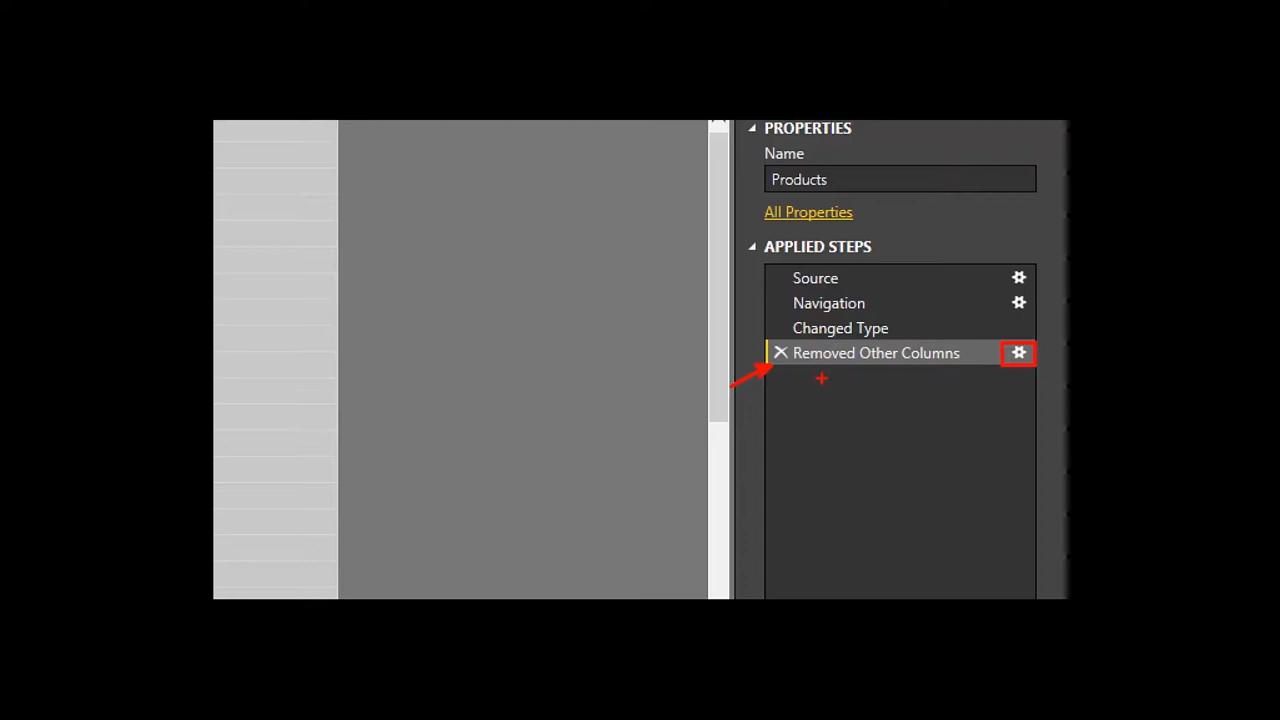 PROPERTIES
Name
Products
All Properties
APPLIED STEPS
Source
Navigation
Changed Type
Removed Other Columns